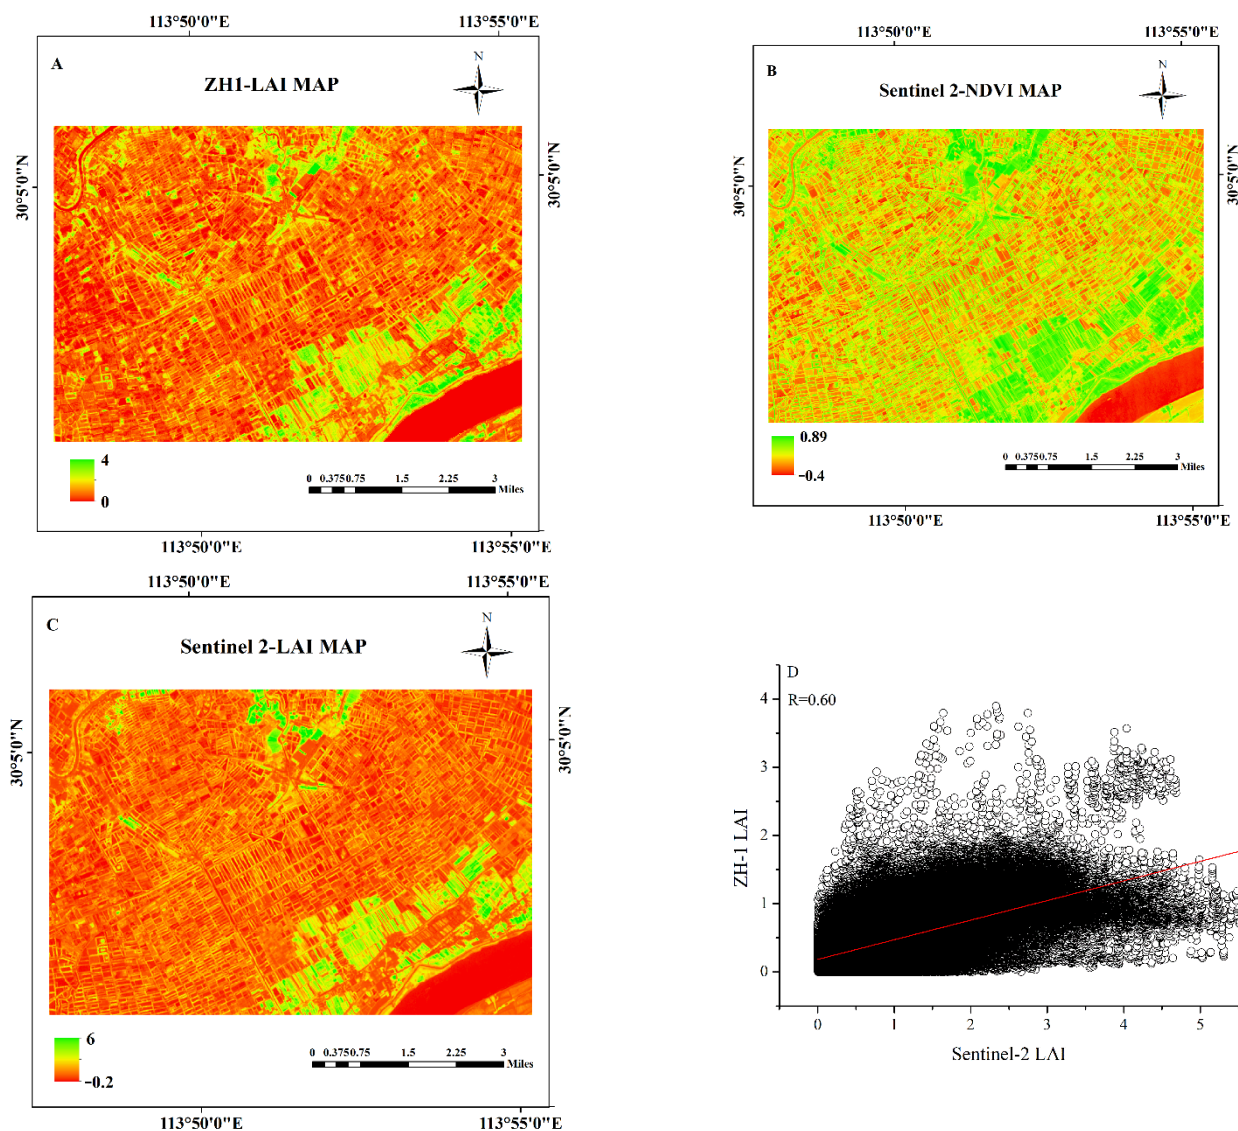 113°50'0"E 113°55'0"E
A
N
ZH1-LAI MAP
30°5'0"N
30°5'0"N
4
0
0 0.375 0.75 1.5 2.25 3
Miles
113°50'0"E 113°55'0"E
113°50'0"E 113°55'0"E
B
N
Sentinel 2-NDVI MAP
30°5'0"N
30°5'0"N
0.89
-0.4
0 0.375 0.75 1.5 2.25 3
Miles
113°50'0"E 113°55'0"E
113°50'0"E 113°55'0"E
C
N
Sentinel 2-LAI MAP
30°5'0"N
30°5'0"N
6
-0.2
0 0.375 0.75 1.5 2.25 3
Miles
113°50'0"E 113°55'0"E
D
R=0.60
4
3
2
1
0
ZH-1 LAI
0 1 2 3 4 5
Sentinel-2 LAI